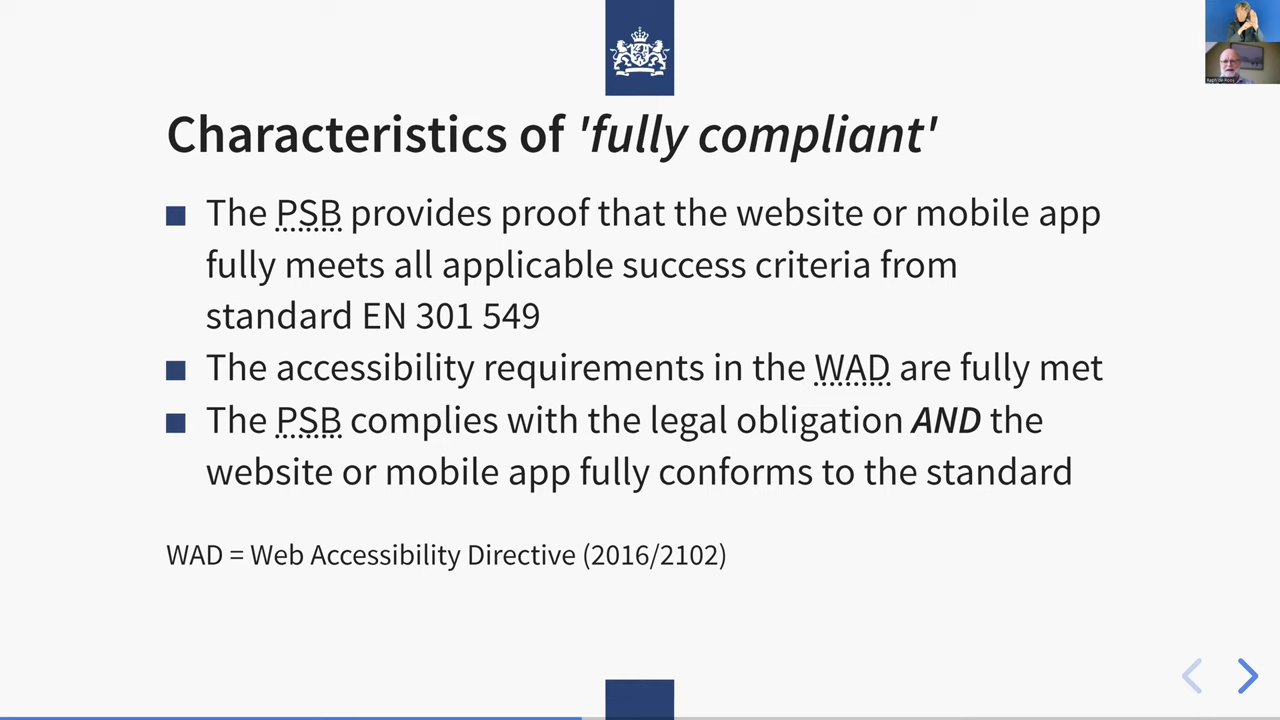 Characteristics of 'fully compliant'
The PSB provides proof that the website or mobile app
fully meets all applicable success criteria from
standard EN 301 549
The accessibility requirements in the WAD are fully met
The PSB complies with the legal obligation AND the
website or mobile app fully conforms to the standard
WAD = Web Accessibility Directive (2016/2102)